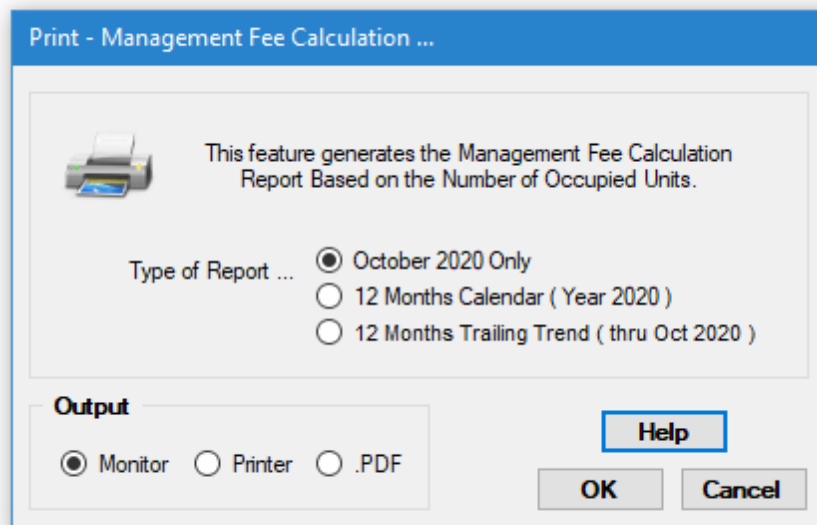 Print - Management Fee Calculation ...
This feature generates the Management Fee Calculation
Report Based on the Number of Occupied Units.
Type of Report ...
October 2020 Only
12 Months Calendar ( Year 2020 )
12 Months Trailing Trend ( thru Oct 2020 )
Output
Monitor Printer .PDF
Help
OK Cancel